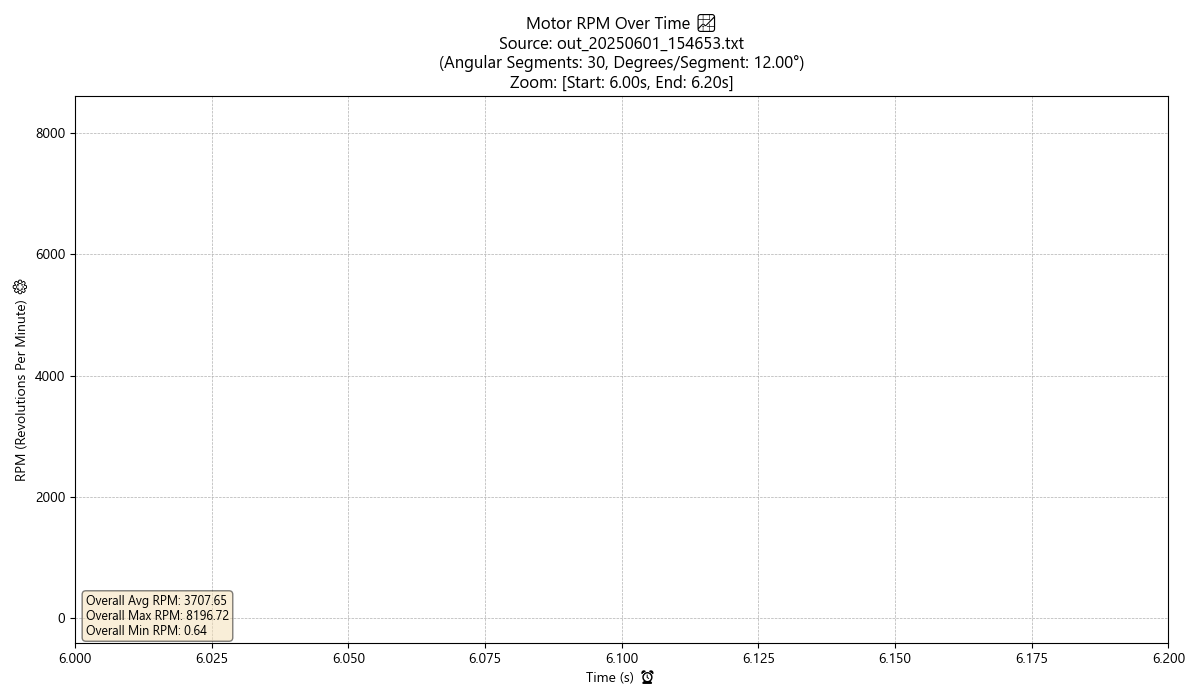 Motor RPM Over Time 📈
Source: out_20250601_154653.txt
(Angular Segments: 30, Degrees/Segment: 12.00°)
Zoom: [Start: 6.00s, End: 6.20s]
RPM (Revolutions Per Minute) ⚙
8000
6000
4000
2000
0
Overall Avg RPM: 3707.65
Overall Max RPM: 8196.72
Overall Min RPM: 0.64
6.000 6.025 6.050 6.075 6.100 6.125 6.150 6.175 6.200
Time (s) ⏰